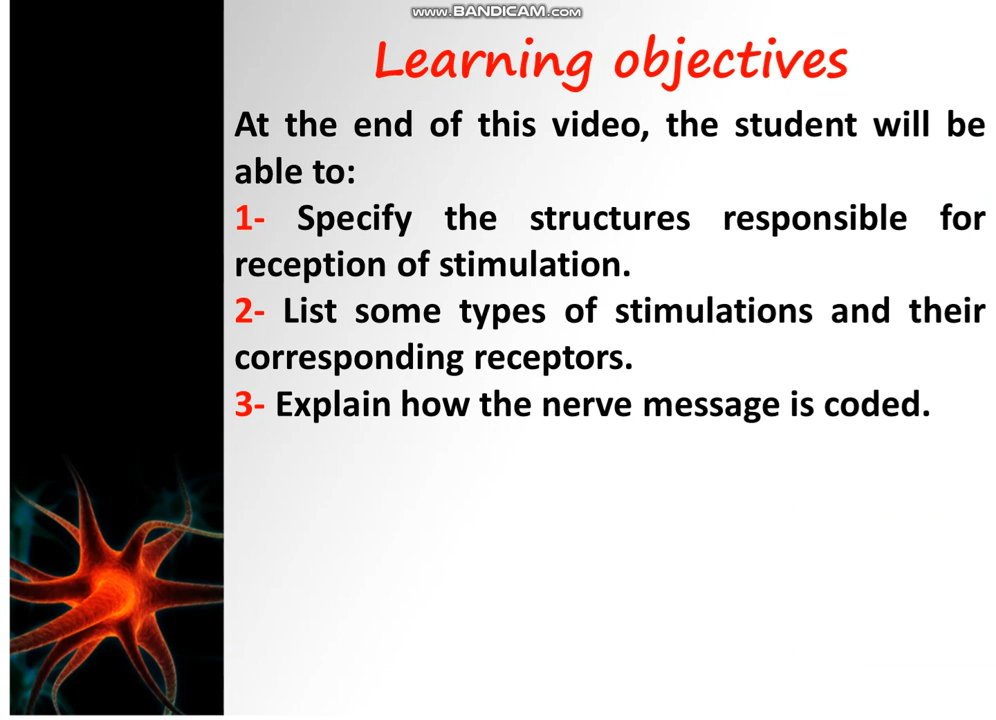 www.BANDICAM.com
Learning objectives
At the end of this video, the student will be
able to:
1- Specify the structures responsible for
reception of stimulation.
2- List some types of stimulations and their
corresponding receptors.
3- Explain how the nerve message is coded.